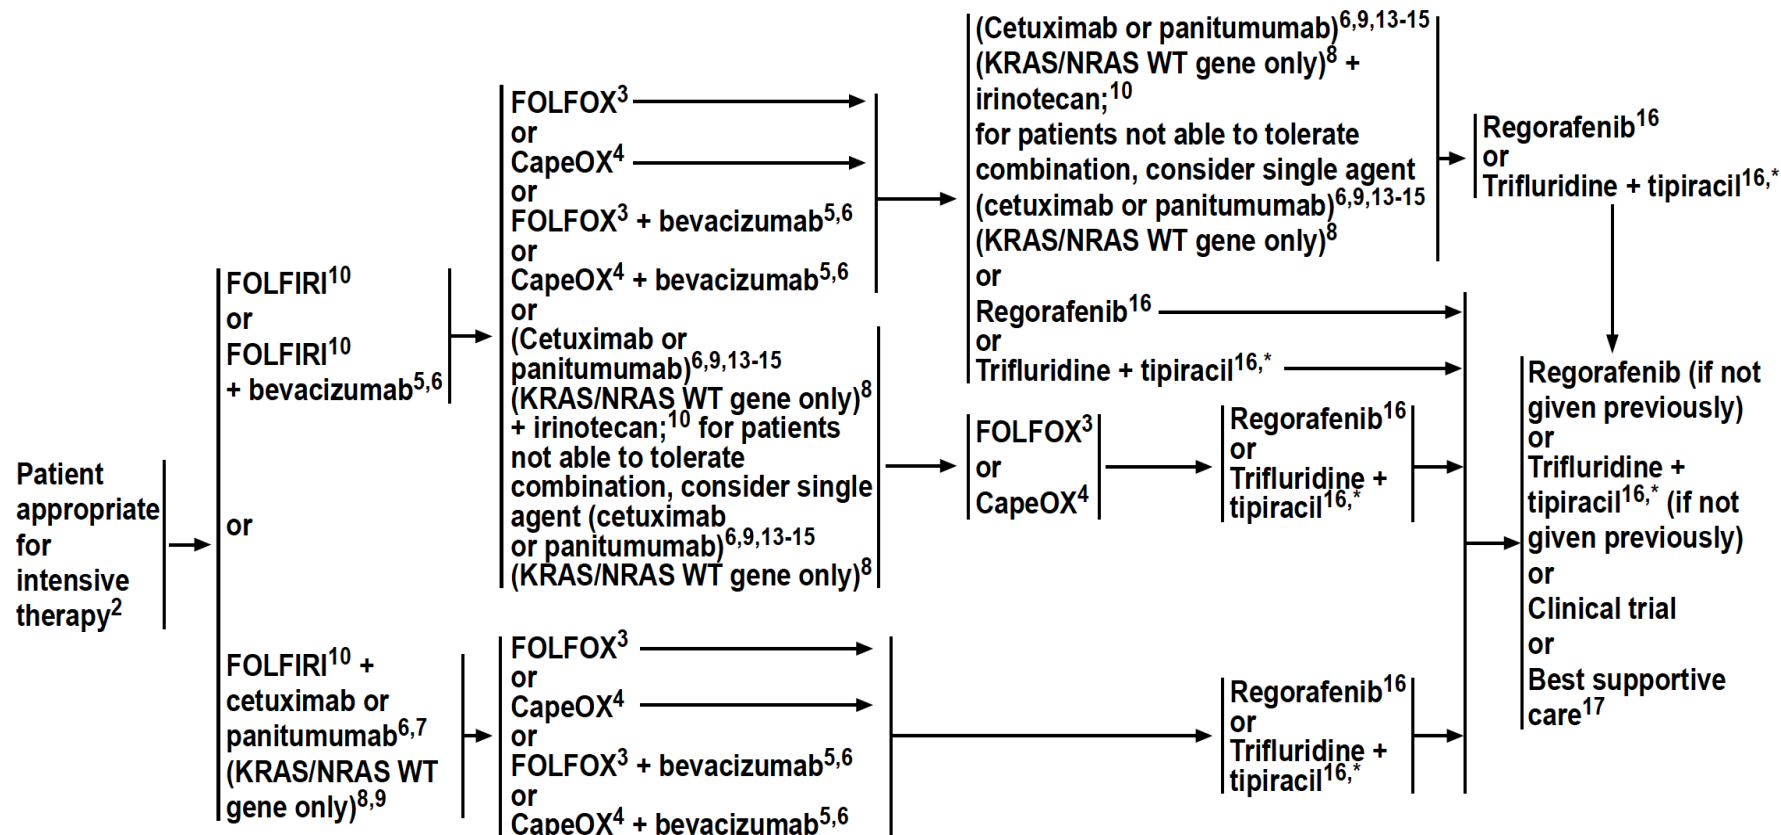 Patient
appropriate
for
intensive
therapy2
FOLFIRI10
or
FOLFIRI10
+ bevacizumab5,6
or
FOLFIRI10 +
cetuximab or
panitumumab6,7
(KRAS/NRAS WT
gene only)8,9
FOLFOX3
or
CapeOX4
or
FOLFOX3 + bevacizumab5,6
or
CapeOX4 + bevacizumab5,6
or
(Cetuximab or
panitumumab)6,9,13-15
(KRAS/NRAS WT gene only)8
+ irinotecan;10 for patients
not able to tolerate
combination, consider single
agent (cetuximab
or panitumumab)6,9,13-15
(KRAS/NRAS WT gene only)8
FOLFOX3
or
CapeOX4
or
FOLFOX3 + bevacizumab5,6
or
CapeOX4 + bevacizumab5,6
(Cetuximab or panitumumab)6,9,13-15
(KRAS/NRAS WT gene only)8 +
irinotecan;10
for patients not able to tolerate
combination, consider single agent
(cetuximab or panitumumab)6,9,13-15
(KRAS/NRAS WT gene only)8
or
Regorafenib16
or
Trifluridine + tipiracil16,*
FOLFOX3
or
CapeOX4
Regorafenib16
or
Trifluridine +
tipiracil16,*
Regorafenib16
or
Trifluridine +
tipiracil16,*
Regorafenib16
or
Trifluridine + tipiracil16,*
Regorafenib (if not
given previously)
or
Trifluridine +
tipiracil16,* (if not
given previously)
or
Clinical trial
or
Best supportive
care17